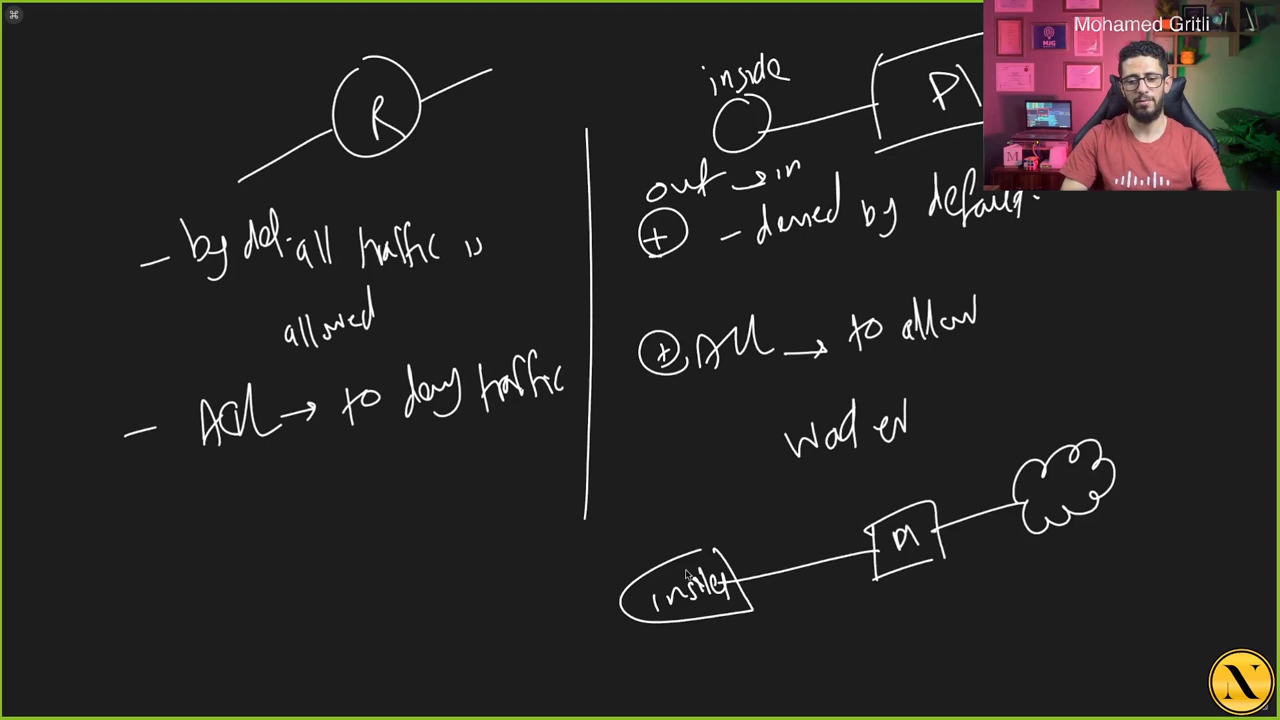 Mohamed Gritli
R
- by def. all traffic is
allowed
- ACL → to deny traffic
inside
out → in
+ - denied by default.
+ ACL → to allow
inside
N